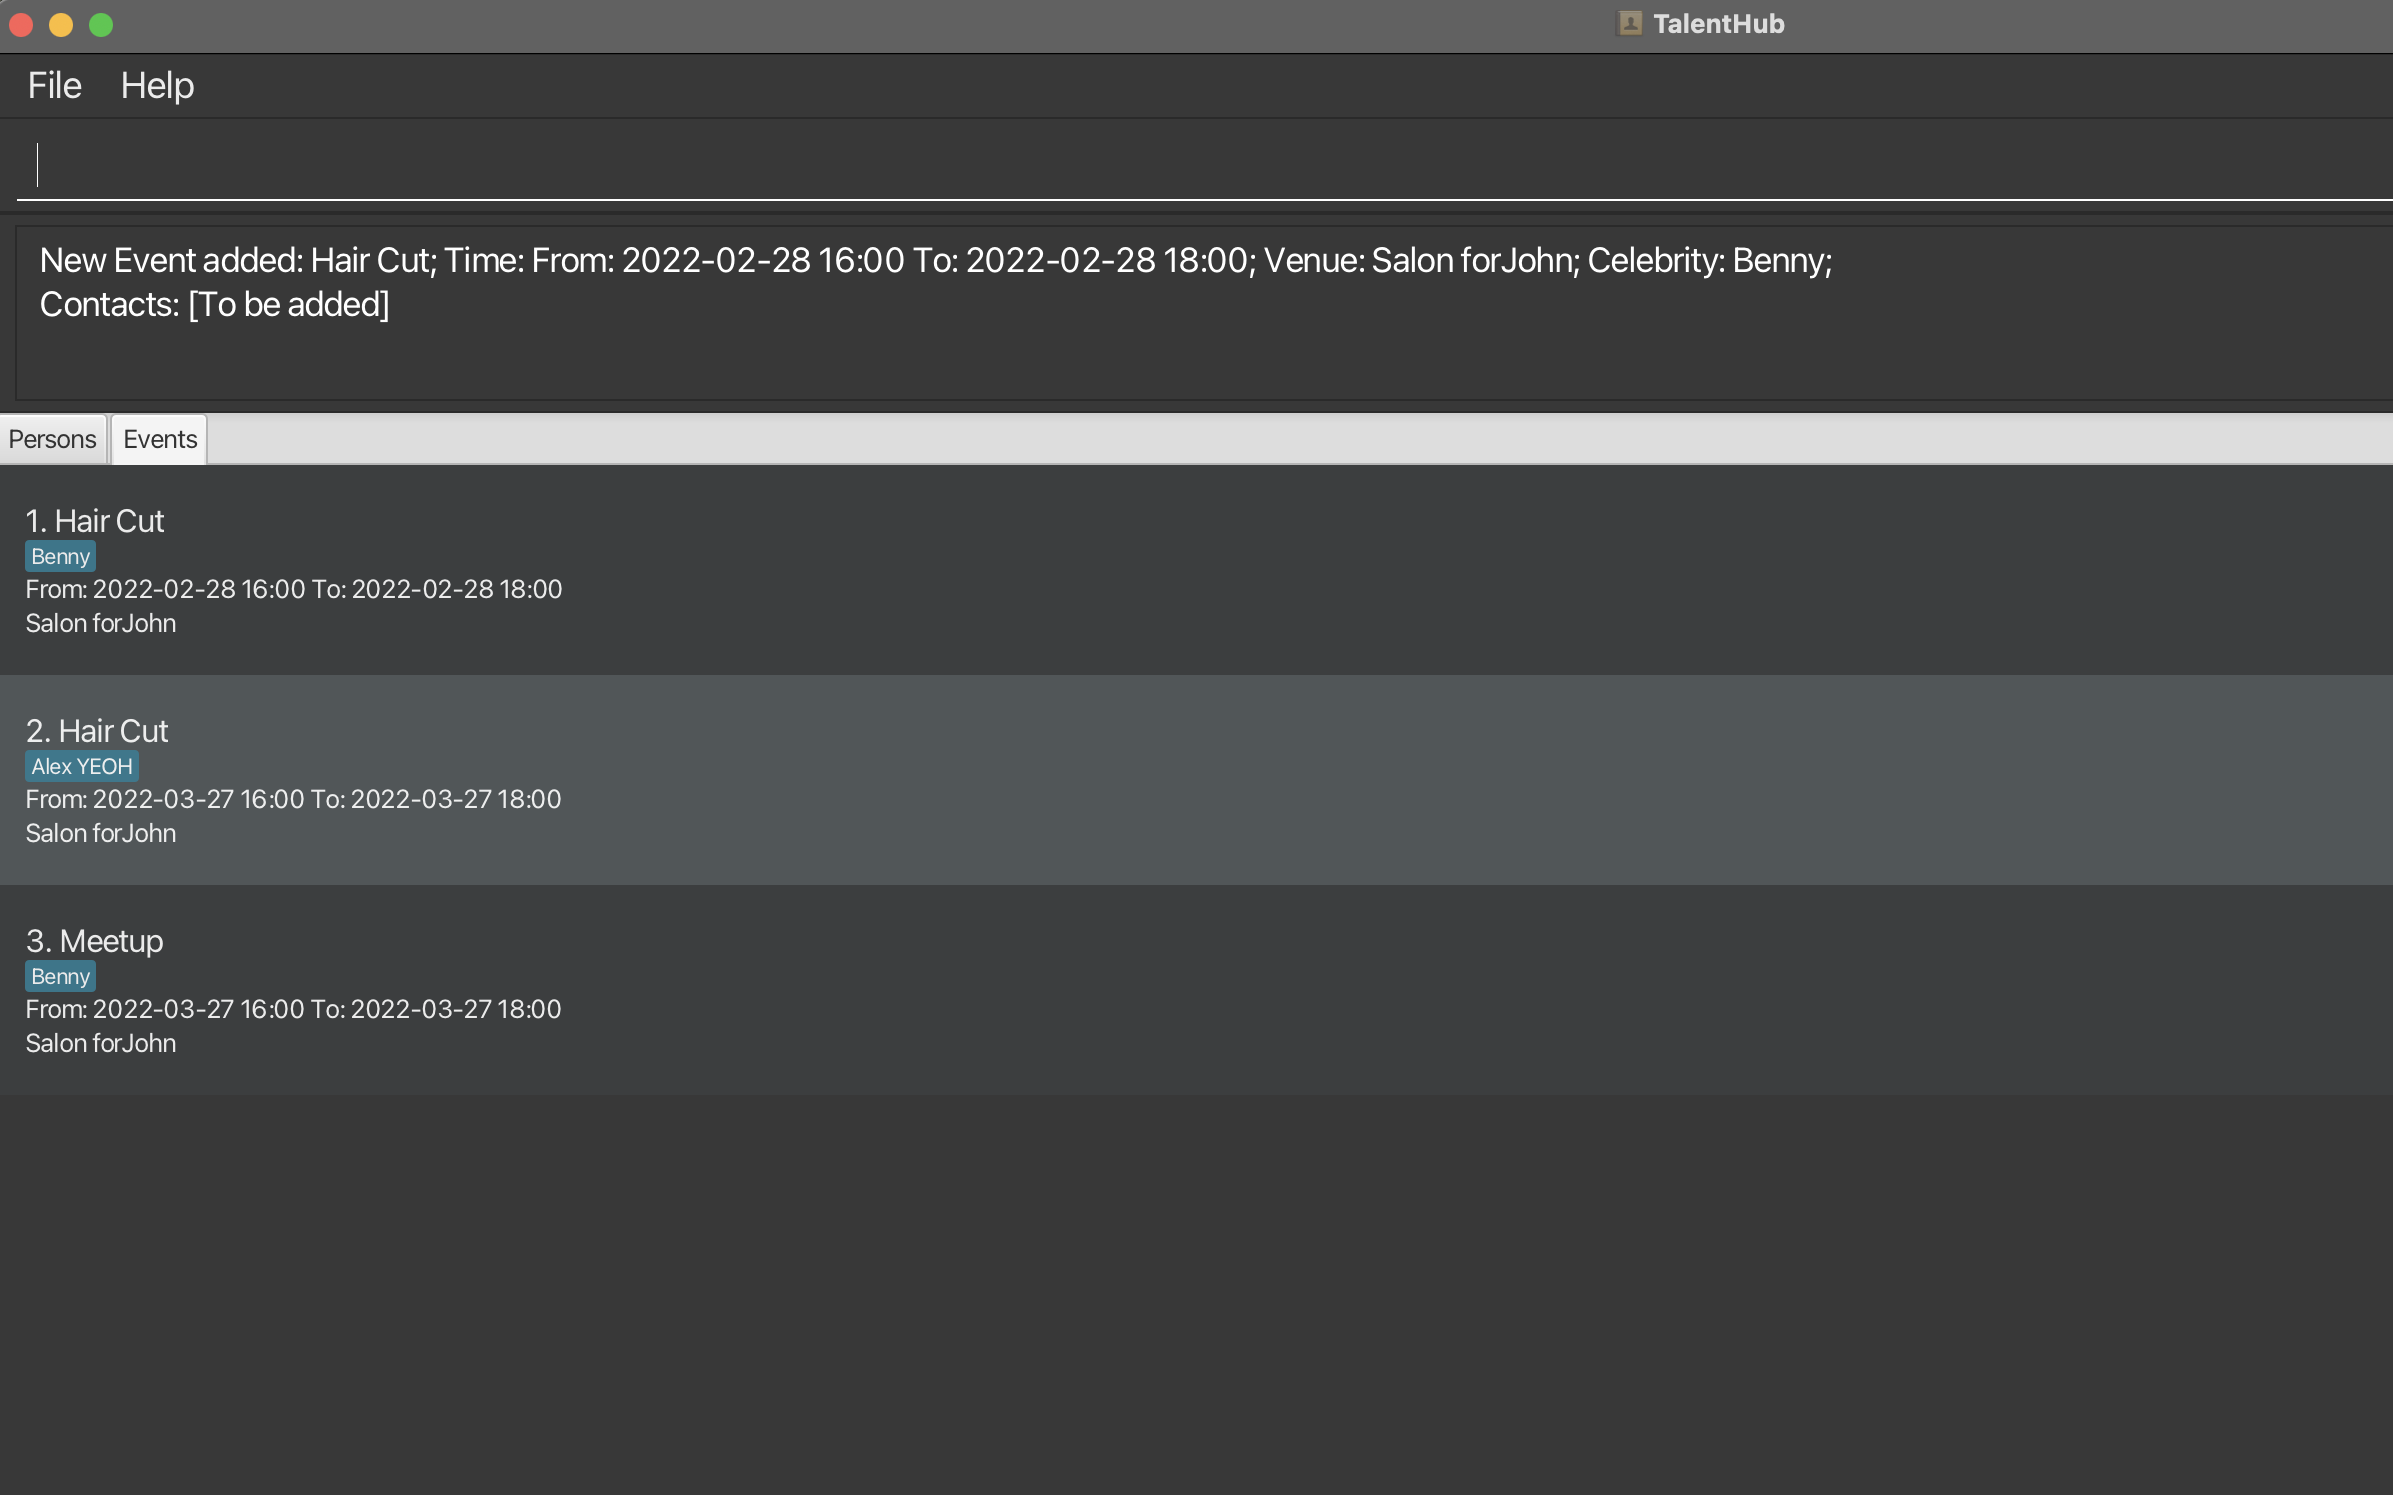 TalentHub
File Help
New Event added: Hair Cut; Time: From: 2022-02-28 16:00 To: 2022-02-28 18:00; Venue: Salon forJohn; Celebrity: Benny;
Contacts: [To be added]
Persons Events
1. Hair Cut
Benny
From: 2022-02-28 16:00 To: 2022-02-28 18:00
Salon forJohn
2. Hair Cut
Alex YEOH
From: 2022-03-27 16:00 To: 2022-03-27 18:00
Salon forJohn
3. Meetup
Benny
From: 2022-03-27 16:00 To: 2022-03-27 18:00
Salon forJohn